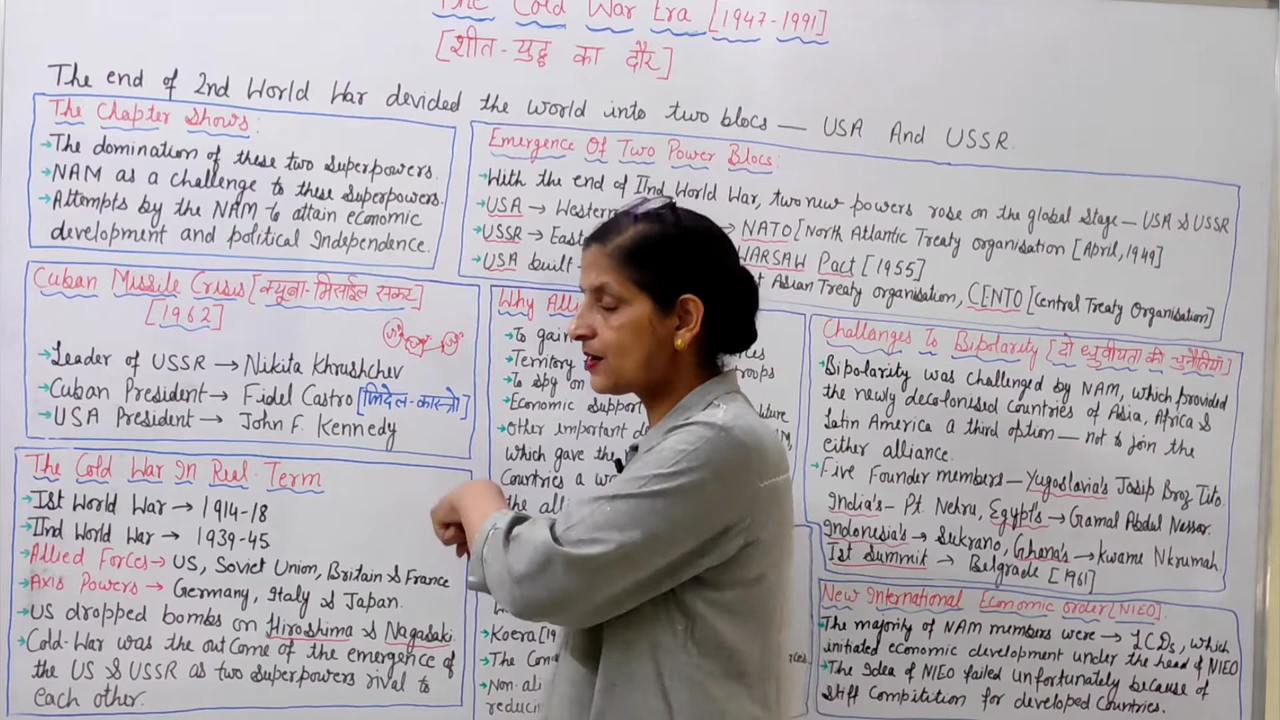 The Cold War Era [1947-1991]
[शीत-युद्ध का दौर]
The end of 2nd World War devided the world into two blocs — USA And USSR.
The Chapter Shows:
→The domination of these two superpowers.
→NAM as a challenge to these superpowers.
→Attempts by the NAM to attain economic
development and political Independence.
Emergence Of Two Power Blocs:
→With the end of IInd World War, two new powers rose on the global stage — USA & USSR
→USA → Western → NATO [North Atlantic Treaty organisation [April, 1949]
→USSR → East WARSAW Pact [1955]
→USA built Asian Treaty organisation, CENTO [Central Treaty Organisation]
Cuban Missile Crisis [क्यूबा-मिसाईल संकट]
[1962]
→Leader of USSR → Nikita Khrushchev
→Cuban President → Fidel Castro [फिदेल-कास्त्रो]
→USA President → John F. Kennedy
The Cold War In Real Term
→Ist World War → 1914-18
→IInd World War → 1939-45
→Allied Forces → US, Soviet Union, Britain & France
→Axis Powers → Germany, Italy & Japan.
→US dropped bombs on Hiroshima & Nagasaki.
→Cold-War was the outcome of the emergence of
the US & USSR as two superpowers rival to
each other.
Why
→To
→Territory troops
→To spy on
→Economic support
→Other important
which gave the
Countries a
the
→Koera [19
→The
→Non-
Challenges To Bipolarity [दो ध्रुवीयता की चुनौतियाँ]
→Bipolarity was challenged by NAM, which provided
the newly decolonised Countries of Asia, Africa &
Latin America a third option — not to join the
either alliance.
→Five Founder members — Yugoslavia's Josip Broz Tito.
India's — Pt. Nehru, Egypt's → Gamal Abdul Nassar.
Indonesia's → Sukrano, Ghana's → Kwame Nkrumah.
Ist Summit → Belgrade [1961]
New International Economic order [NIEO].
→The majority of NAM members were → LCDs, which
initiated economic development under the head of NIEO
→The Idea of NIEO failed unfortunately because of
stiff Compitition for developed Countries.